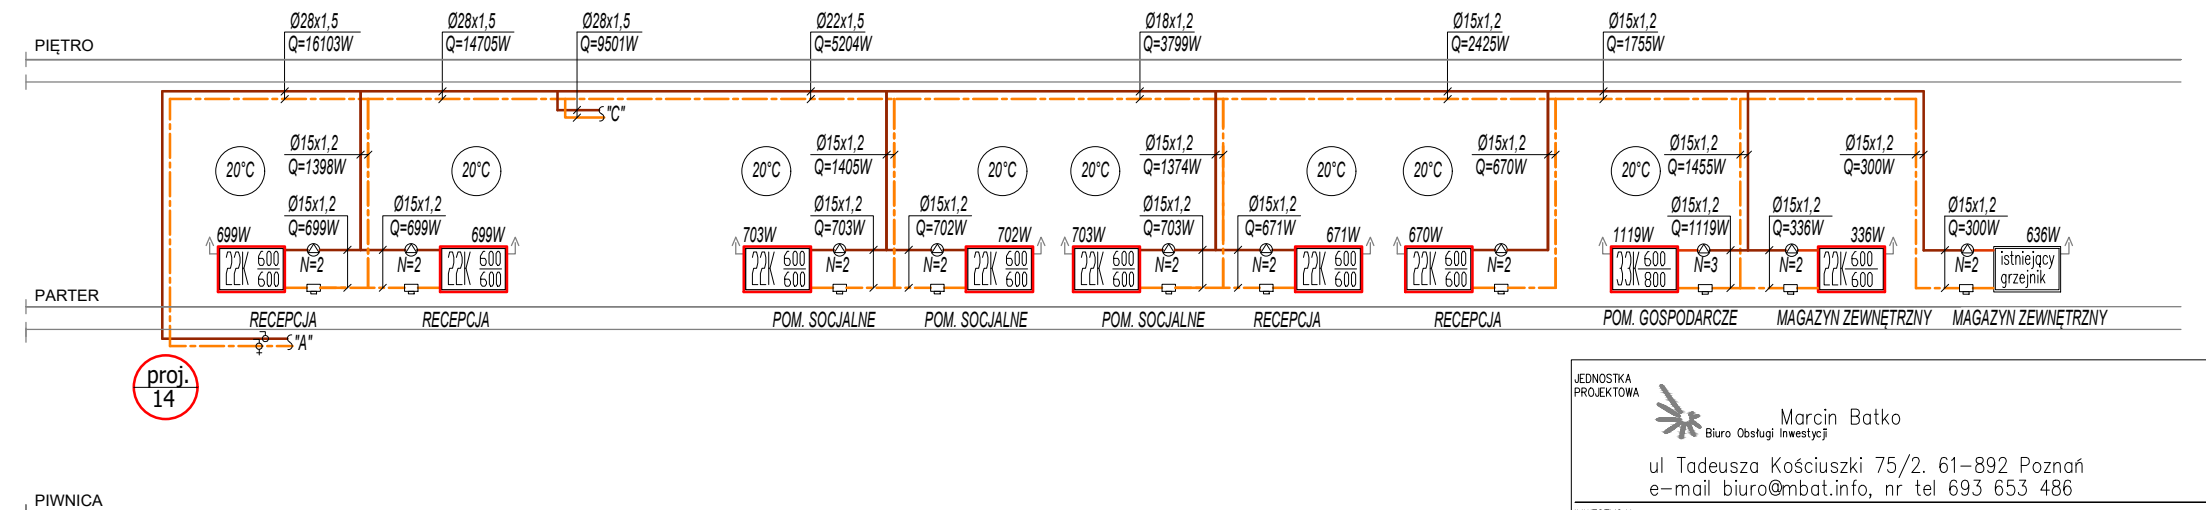 Ø28x1,5
Q=16103W
Ø28x1,5
Q=14705W
Ø28x1,5
Q=9501W
Ø22x1,5
Q=5204W
Ø18x1,2
Q=3799W
Ø15x1,2
Q=2425W
Ø15x1,2
Q=1755W
PIĘTRO
"C"
20°C
Ø15x1,2
Q=1398W
20°C
20°C
Ø15x1,2
Q=1405W
20°C
20°C
Ø15x1,2
Q=1374W
20°C
20°C
Ø15x1,2
Q=670W
20°C
Ø15x1,2
Q=1455W
Ø15x1,2
Q=300W
Ø15x1,2
Q=699W
Ø15x1,2
Q=699W
Ø15x1,2
Q=703W
Ø15x1,2
Q=702W
Ø15x1,2
Q=703W
Ø15x1,2
Q=671W
Ø15x1,2
Q=1119W
Ø15x1,2
Q=336W
Ø15x1,2
Q=300W
699W
22K 600
600
N=2
N=2
699W
22K 600
600
703W
22K 600
600
N=2
N=2
702W
22K 600
600
703W
22K 600
600
N=2
N=2
671W
22K 600
600
670W
22K 600
600
N=2
1119W
33K 600
800
N=3
N=2
336W
22K 600
600
N=2
636W
istniejący
grzejnik
PARTER
RECEPCJA
RECEPCJA
POM. SOCJALNE
POM. SOCJALNE
POM. SOCJALNE
RECEPCJA
RECEPCJA
POM. GOSPODARCZE
MAGAZYN ZEWNĘTRZNY
MAGAZYN ZEWNĘTRZNY
"A"
proj.
14
JEDNOSTKA
PROJEKTOWA
Marcin Batko
Biuro Obsługi Inwestycji
ul Tadeusza Kościuszki 75/2. 61-892 Poznań
e-mail biuro@mbat.info, nr tel 693 653 486
PIWNICA